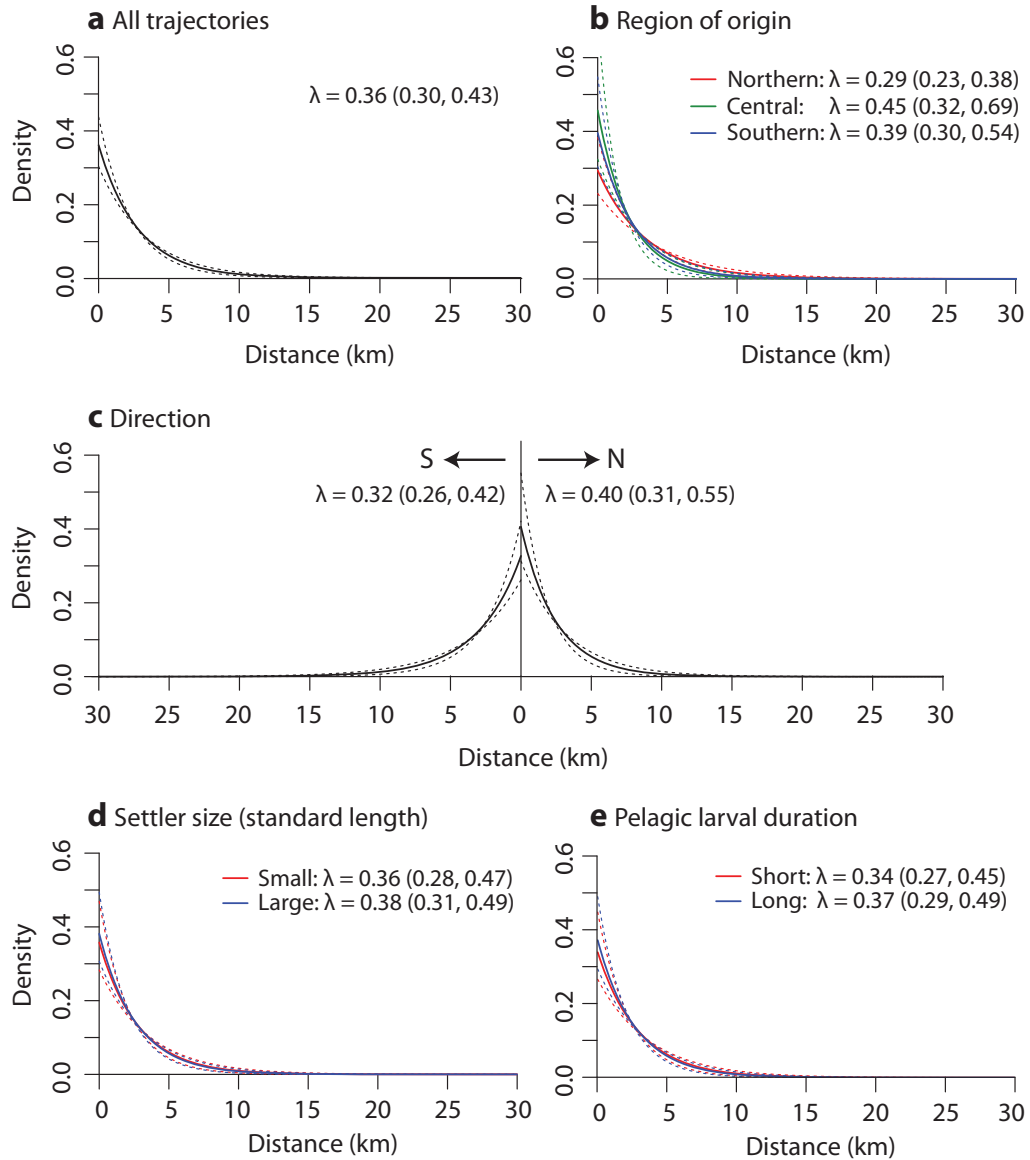 a All trajectories
0.6
0.4
0.2
0.0
Density
λ = 0.36 (0.30, 0.43)
0 5 10 15 20 25 30
Distance (km)
b Region of origin
0.6
0.4
0.2
0.0
Density
Northern: λ = 0.29 (0.23, 0.38)
Central: λ = 0.45 (0.32, 0.69)
Southern: λ = 0.39 (0.30, 0.54)
0 5 10 15 20 25 30
Distance (km)
c Direction
0.6
0.4
0.2
0.0
Density
S N
λ = 0.32 (0.26, 0.42) λ = 0.40 (0.31, 0.55)
30 25 20 15 10 5 0 5 10 15 20 25 30
Distance (km)
d Settler size (standard length)
0.6
0.4
0.2
0.0
Density
Small: λ = 0.36 (0.28, 0.47)
Large: λ = 0.38 (0.31, 0.49)
0 5 10 15 20 25 30
Distance (km)
e Pelagic larval duration
0.6
0.4
0.2
0.0
Density
Short: λ = 0.34 (0.27, 0.45)
Long: λ = 0.37 (0.29, 0.49)
0 5 10 15 20 25 30
Distance (km)